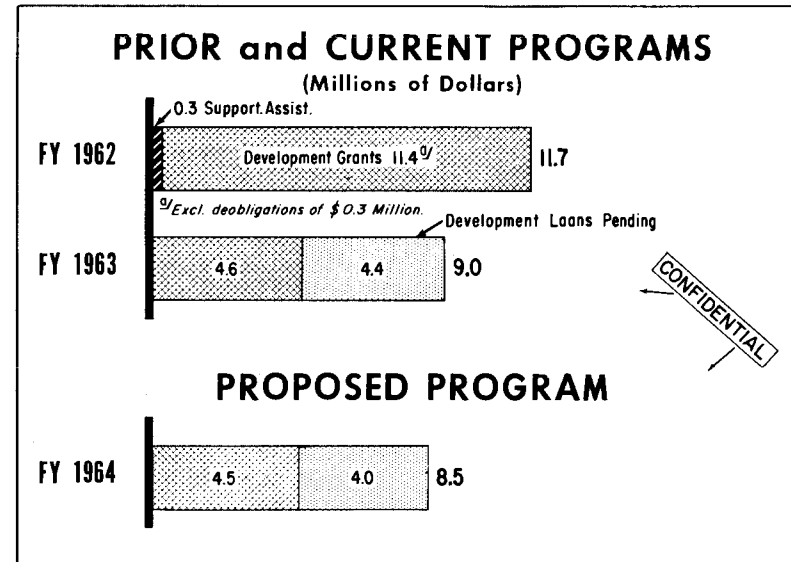 PRIOR and CURRENT PROGRAMS
(Millions of Dollars)
0.3 Support. Assist.
FY 1962
Development Grants 11.4 a/
11.7
a/Excl. deobligations of $0.3 Million.
Development Loans Pending
FY 1963
4.6
4.4
9.0
CONFIDENTIAL
PROPOSED PROGRAM
FY 1964
4.5
4.0
8.5